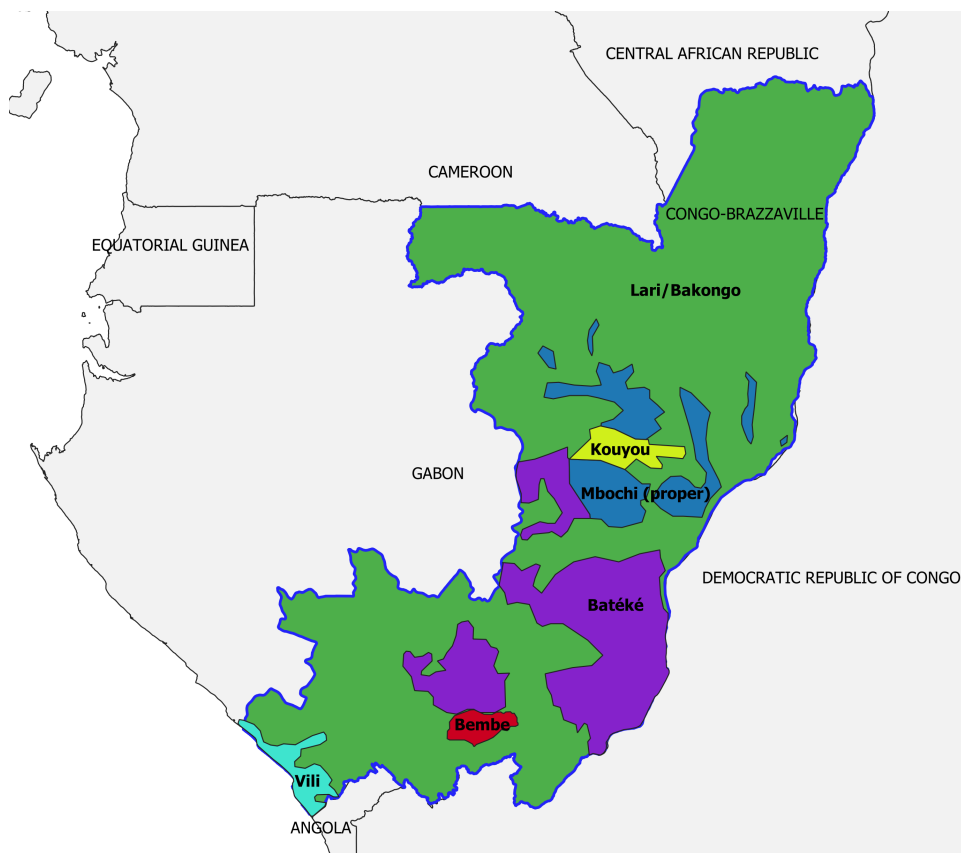 CENTRAL AFRICAN REPUBLIC
CAMEROON
CONGO-BRAZZAVILLE
EQUATORIAL GUINEA
Lari/Bakongo
Kouyou
GABON
Mbochi (proper)
DEMOCRATIC REPUBLIC OF CONGO
Batéké
Bembe
Vili
ANGOLA